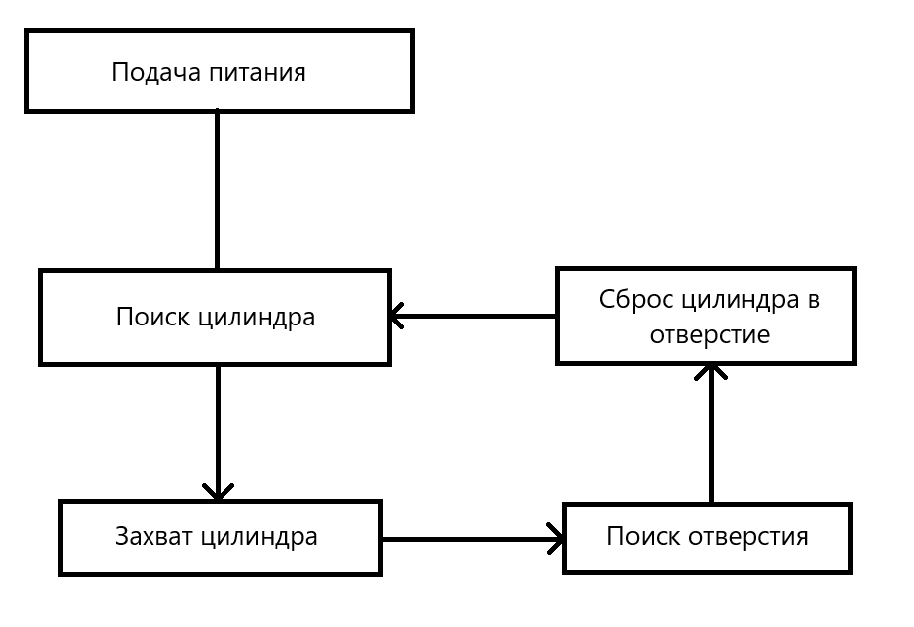 Подача питания
Поиск цилиндра
Сброс цилиндра в
отверстие
Захват цилиндра
Поиск отверстия